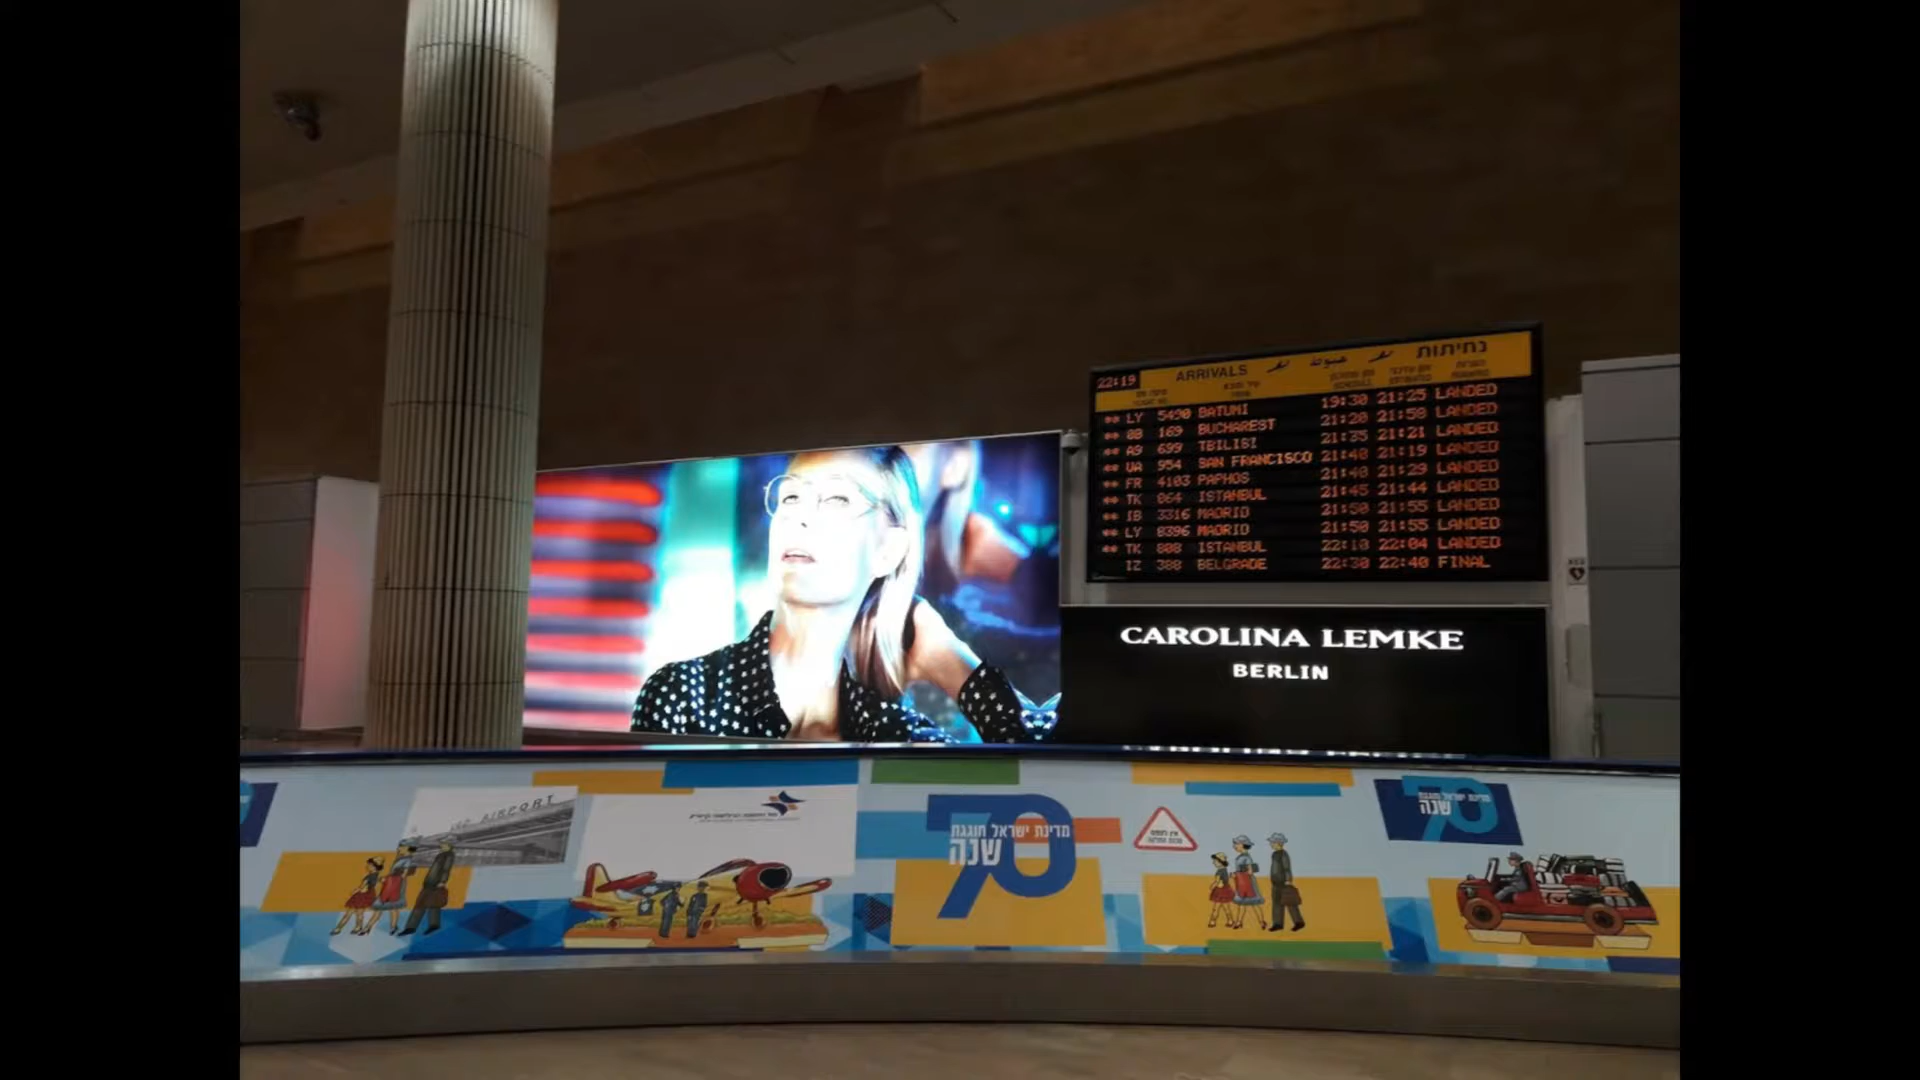 22:19 ARRIVALS وصول נחיתות
** LY 5490 BATUMI 19:30 21:25 LANDED
** 0B 169 BUCHAREST 21:20 21:58 LANDED
** A9 699 TBILISI 21:35 21:21 LANDED
** UA 954 SAN FRANCISCO 21:40 21:19 LANDED
** FR 4103 PAPHOS 21:40 21:29 LANDED
** TK 864 ISTANBUL 21:45 21:44 LANDED
** IB 3316 MADRID 21:50 21:55 LANDED
** LY 8396 MADRID 21:50 21:55 LANDED
** TK 808 ISTANBUL 22:10 22:04 LANDED
IZ 388 BELGRADE 22:30 22:40 FINAL
CAROLINA LEMKE
BERLIN
AIRPORT
מדינת ישראל חוגגת
70 שנה
מדינת ישראל חוגגת
70 שנה